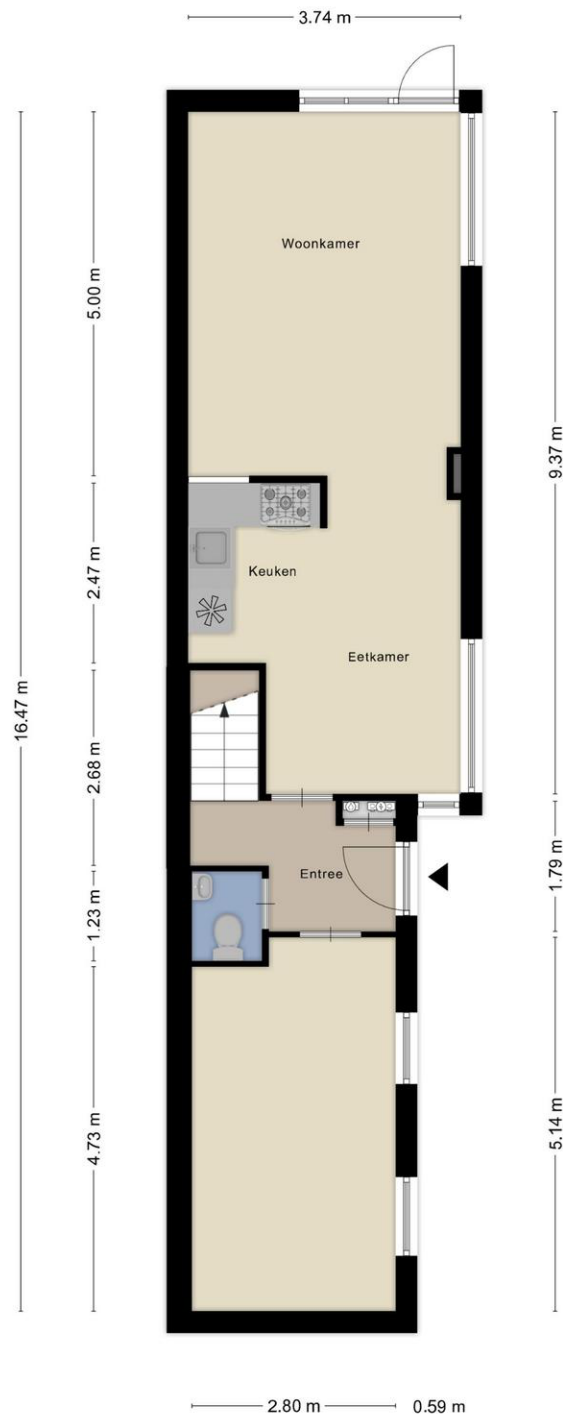 3.74 m
Woonkamer
5.00 m
9.37 m
Keuken
2.47 m
Eetkamer
16.47 m
2.68 m
Entree
1.79 m
1.23 m
4.73 m
5.14 m
2.80 m
0.59 m